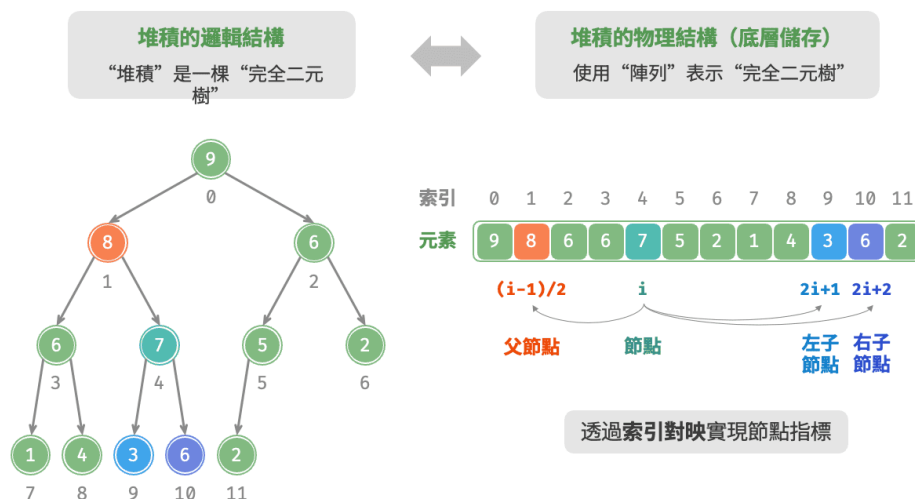 堆積的邏輯結構
“堆積”是一棵“完全二元
樹”
堆積的物理結構（底層儲存）
使用“陣列”表示“完全二元樹”
9
0
8
6
1
2
6
7
5
2
3
4
5
6
1
4
3
6
2
7
8
9
10
11
索引 0 1 2 3 4 5 6 7 8 9 10 11
元素 9 8 6 6 7 5 2 1 4 3 6 2
(i-1)/2 i 2i+1 2i+2
父節點
節點
左子
節點
右子
節點
透過索引對映實現節點指標